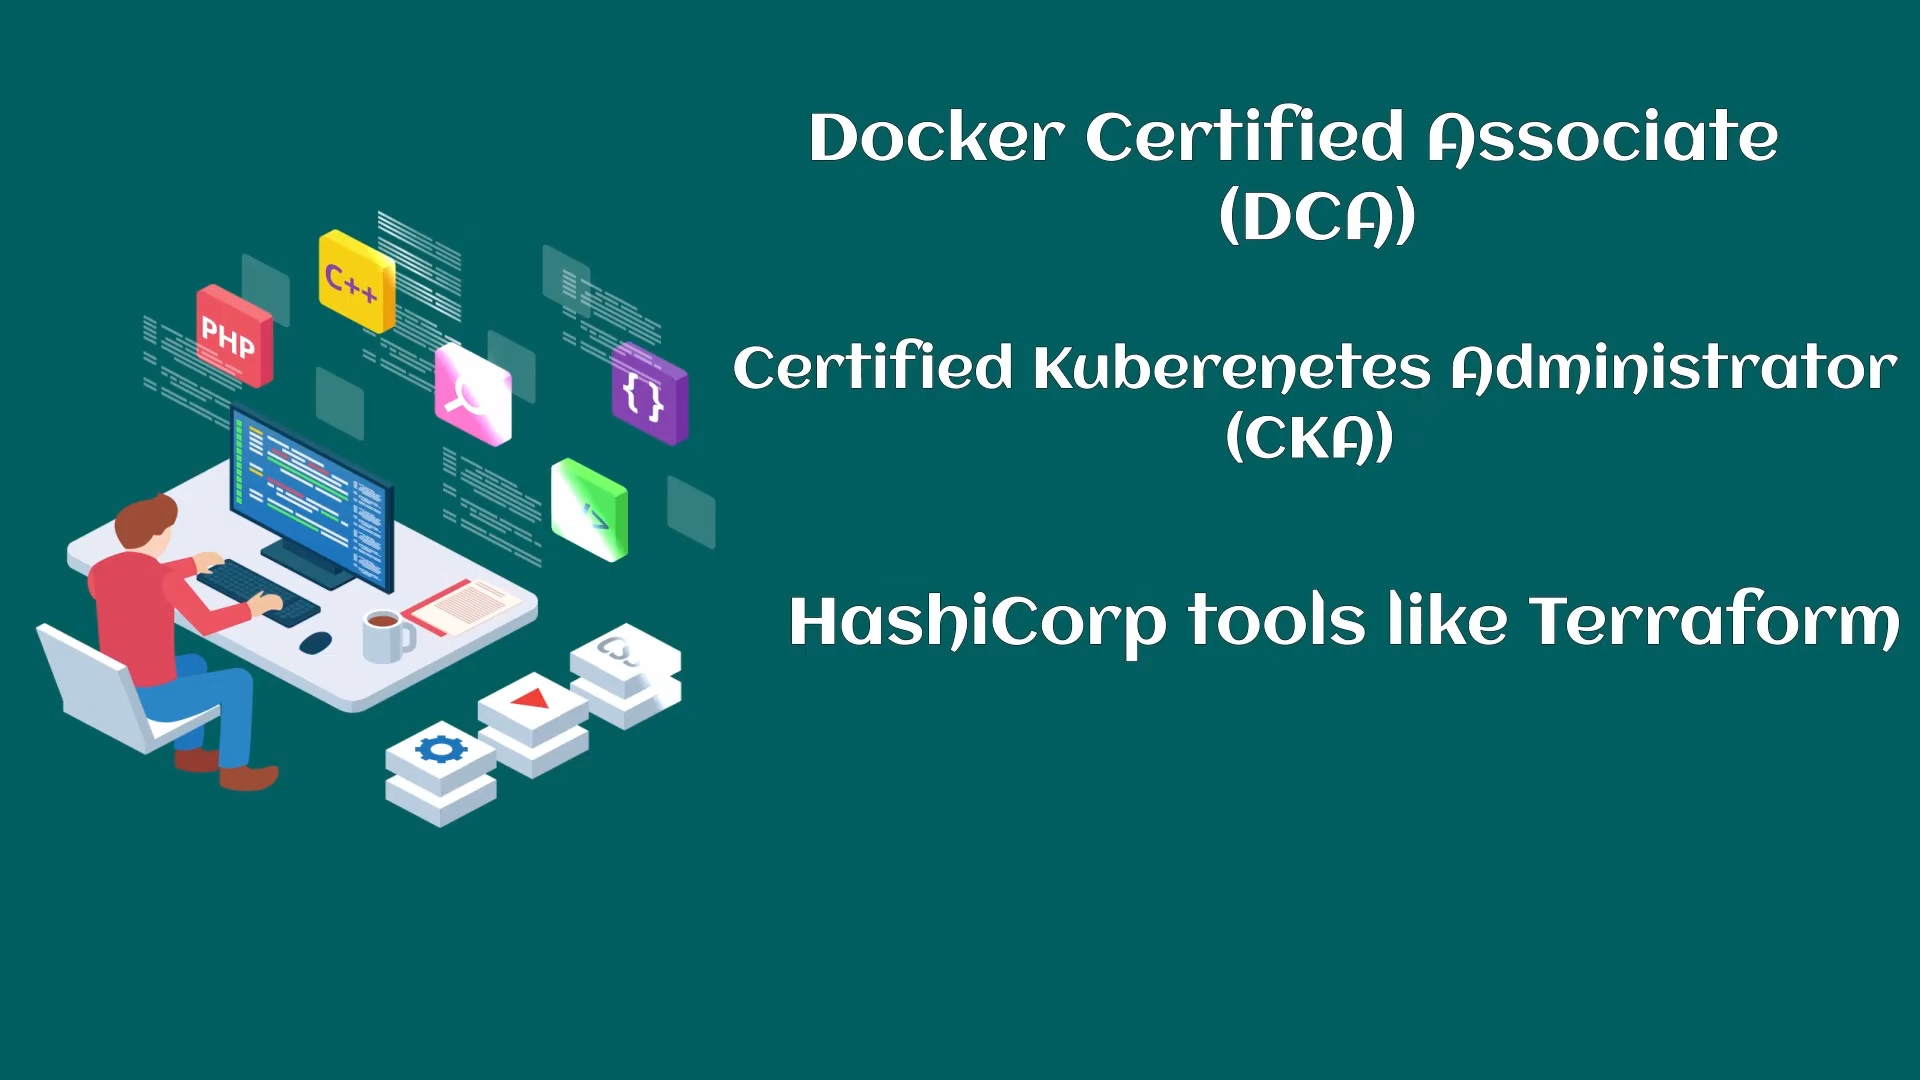 Docker Certified Associate
(DCA)
Certified Kuberenetes Administrator
(CKA)
HashiCorp tools like Terraform
C++
PHP
{}
/>